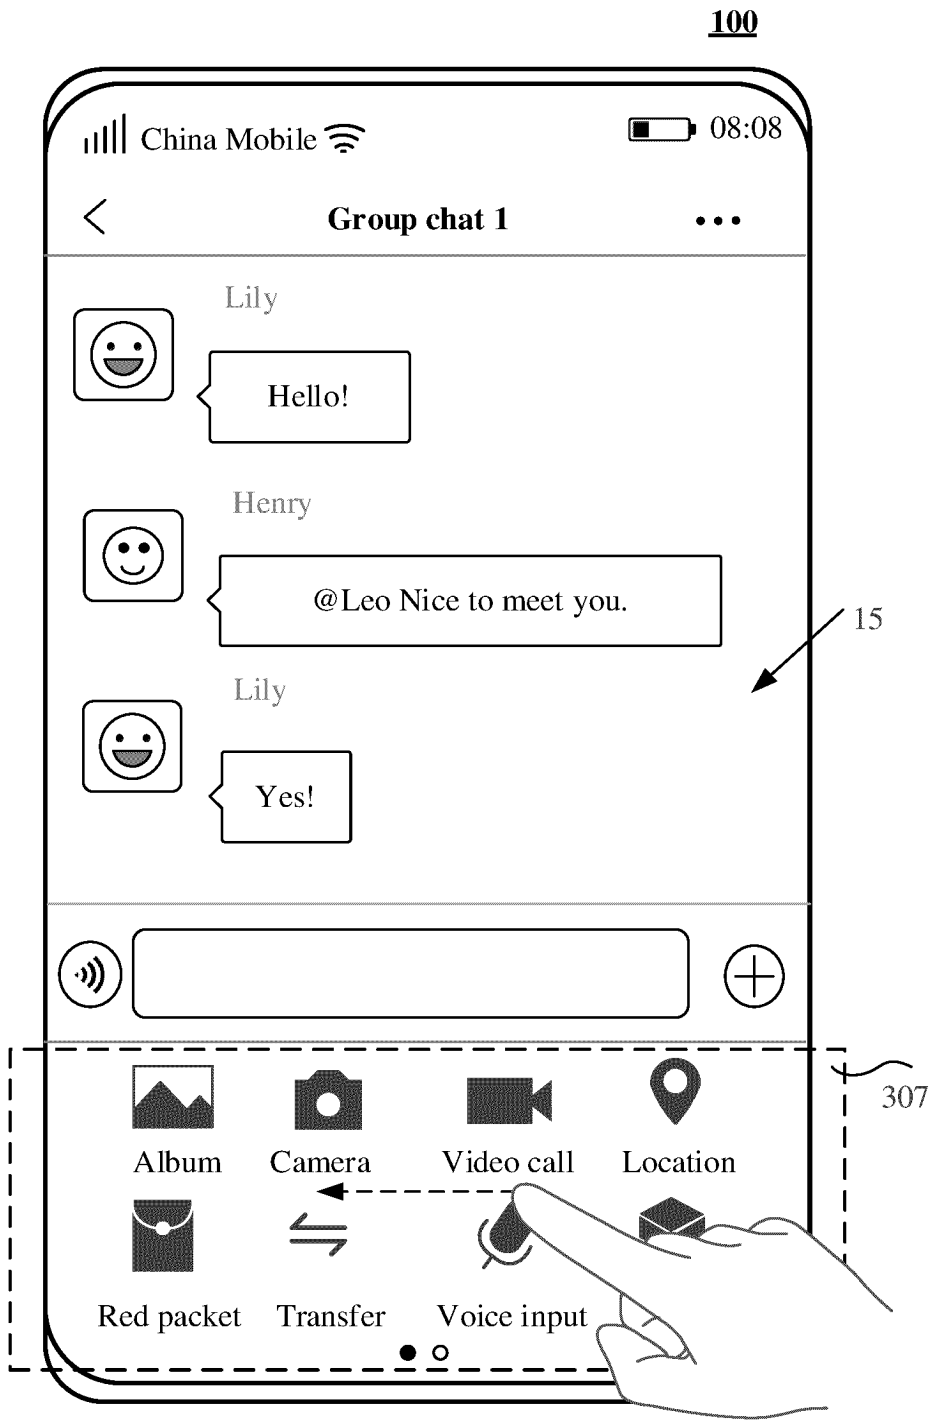 100
China Mobile
08:08
Group chat 1
Lily
Hello!
Henry
@Leo Nice to meet you.
15
Lily
Yes!
307
Album Camera Video call Location
Red packet Transfer Voice input